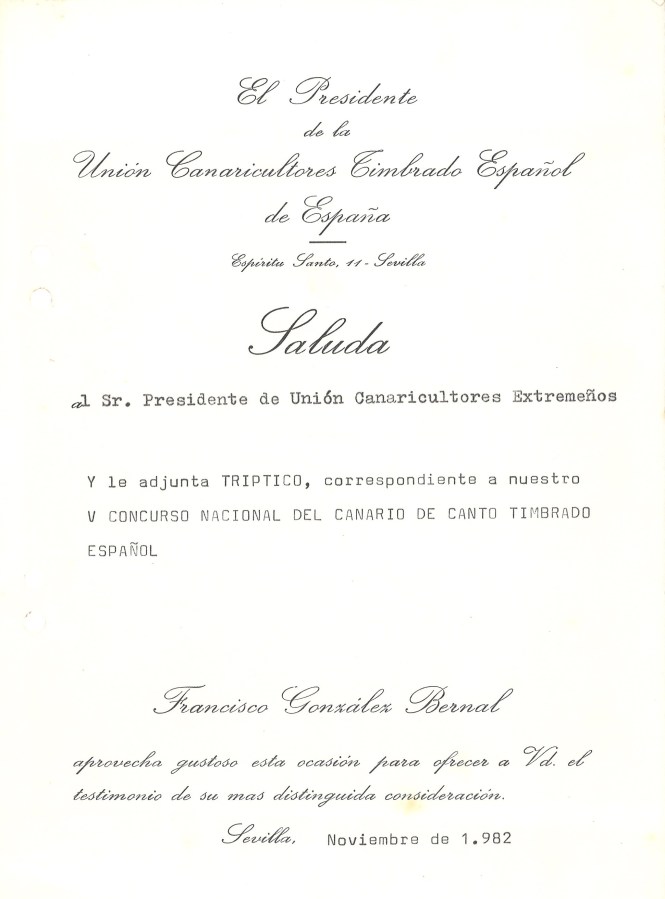 El Presidente
de la
Unión Canaricultores Timbrado Español
de España
Espíritu Santo, 11 - Sevilla
Saluda
al Sr. Presidente de Unión Canaricultores Extremeños
Y le adjunta TRIPTICO, correspondiente a nuestro
V CONCURSO NACIONAL DEL CANARIO DE CANTO TIMBRADO
ESPAÑOL
Francisco González Bernal
aprovecha gustoso esta ocasión para ofrecer a Vd. el
testimonio de su mas distinguida consideración.
Sevilla, Noviembre de 1.982